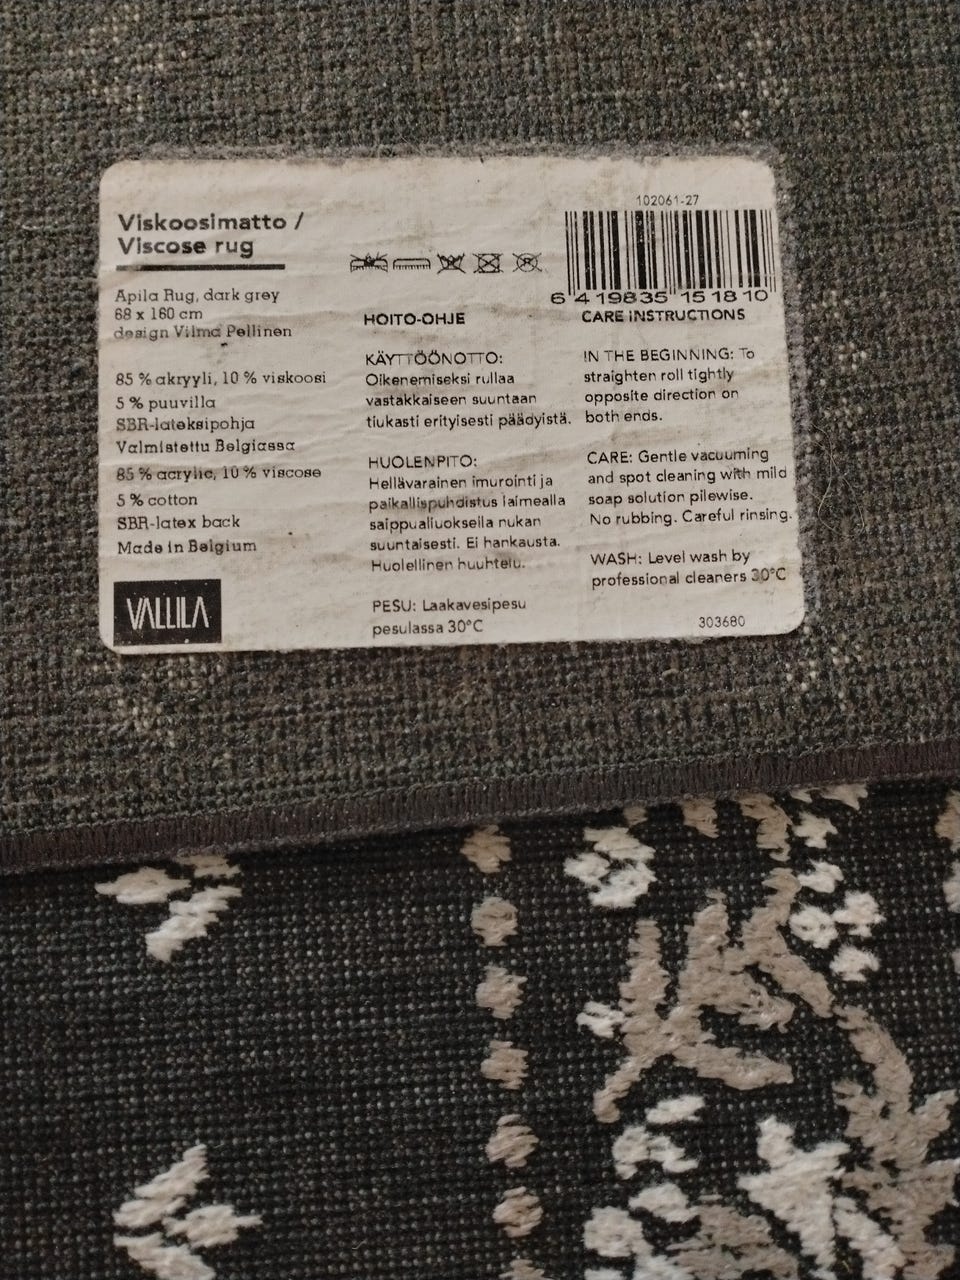 Viskoosimatto /
Viscose rug
Apila Rug, dark grey
68 x 160 cm
design Vilma Pellinen
85 % akryyli, 10 % viskoosi
5 % puuvilla
SBR-lateksipohja
Valmistettu Belgiassa
85 % acrylic, 10 % viscose
5 % cotton
SBR-latex back
Made in Belgium
VALLILA
HOITO-OHJE
KÄYTTÖÖNOTTO:
Oikenemiseksi rullaa
vastakkaiseen suuntaan
tiukasti erityisesti päädyistä.
HUOLENPITO:
Hellävarainen imurointi ja
paikallispuhdistus laimealla
saippualiuoksella nukan
suuntaisesti. Ei hankausta.
Huolellinen huuhtelu.
PESU: Laakavesipesu
pesulassa 30°C
102061-27
6 419835 151810
CARE INSTRUCTIONS
IN THE BEGINNING: To
straighten roll tightly
opposite direction on
both ends.
CARE: Gentle vacuuming
and spot cleaning with mild
soap solution pilewise.
No rubbing. Careful rinsing.
WASH: Level wash by
professional cleaners 30°C
303680